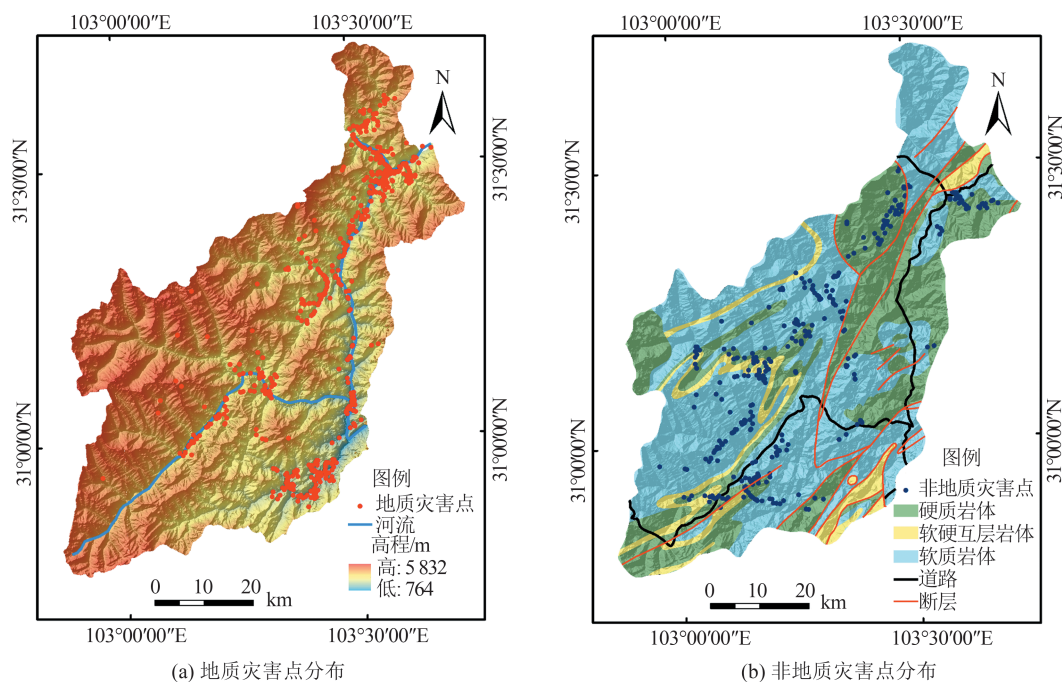 103°00′00″E
103°30′00″E
N
31°30′00″N
31°30′00″N
31°00′00″N
31°00′00″N
图例
地质灾害点
河流
高程/m
高: 5 832
低: 764
0 10 20
km
103°00′00″E
103°30′00″E
(a) 地质灾害点分布
103°00′00″E
103°30′00″E
N
31°30′00″N
31°30′00″N
31°00′00″N
31°00′00″N
图例
非地质灾害点
硬质岩体
软硬互层岩体
软质岩体
道路
断层
0 10 20
km
103°00′00″E
103°30′00″E
(b) 非地质灾害点分布